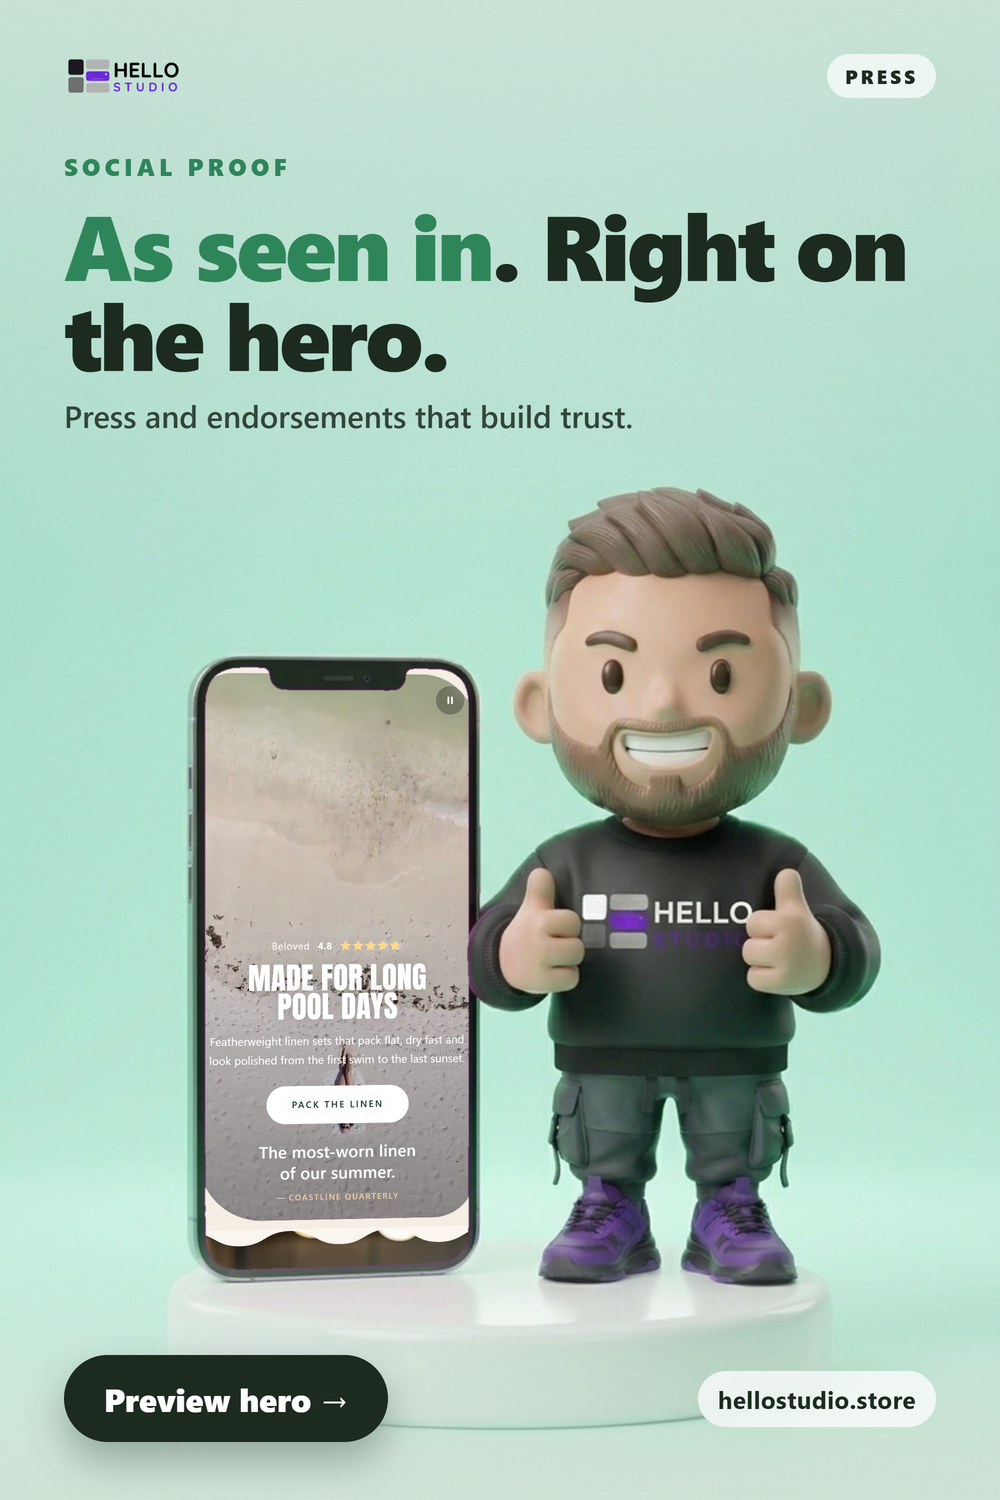 HELLO
STUDIO
PRESS
SOCIAL PROOF
As seen in. Right on
the hero.
Press and endorsements that build trust.
Beloved 4.8 ★★★★★
MADE FOR LONG
POOL DAYS
Featherweight linen sets that pack flat, dry fast and
look polished from the first swim to the last sunset.
PACK THE LINEN
The most-worn linen
of our summer.
— COASTLINE QUARTERLY
HELLO
STUDIO
Preview hero →
hellostudio.store